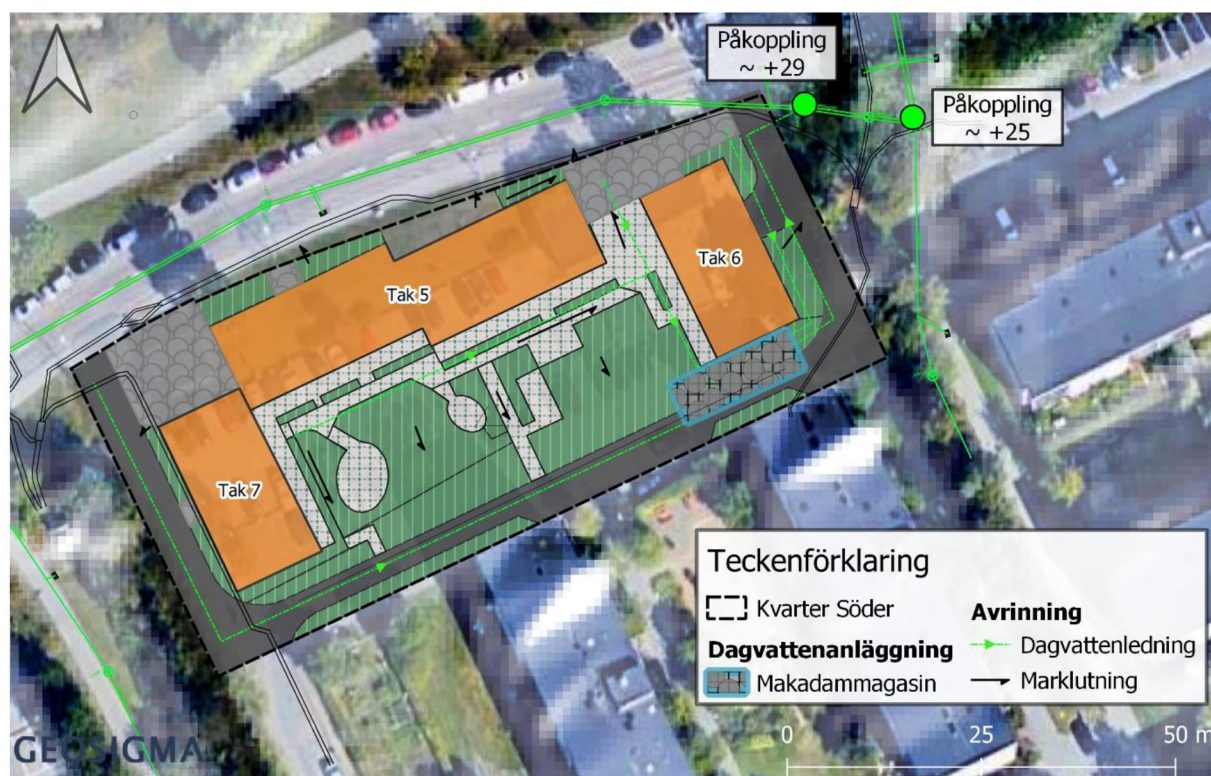 Påkoppling
~ +29
Påkoppling
~ +25
Tak 5
Tak 6
Tak 7
Teckenförklaring
Kvarter Söder
Dagvattenanläggning
Makadammagasin
Avrinning
Dagvattenledning
Marklutning
0 25 50 m
GEOSIGMA